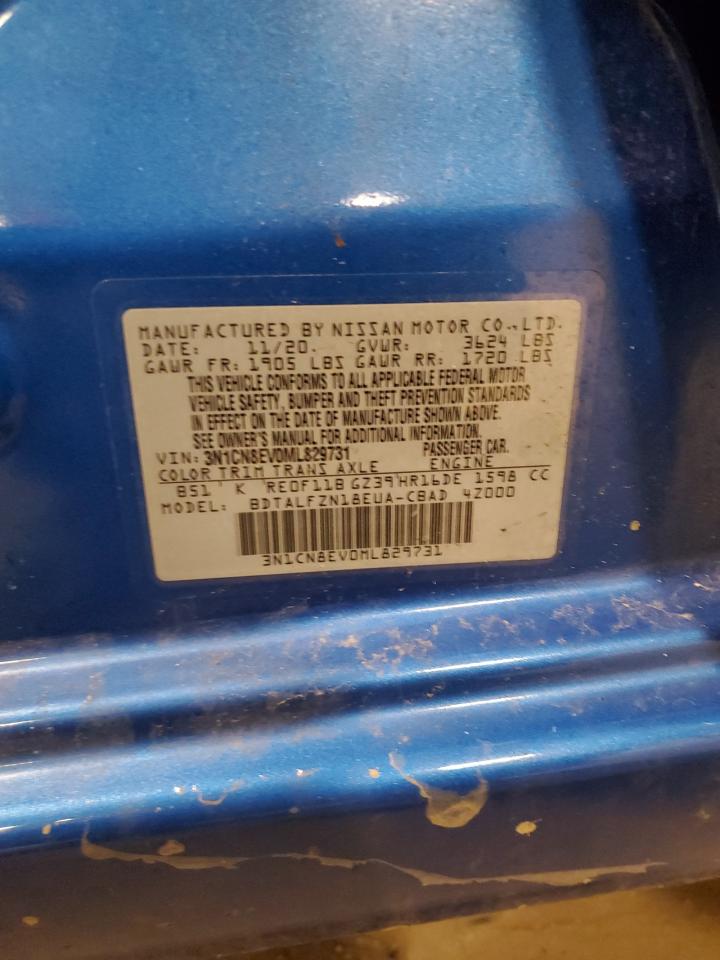 MANUFACTURED BY NISSAN MOTOR CO.,LTD.
DATE: 11/20. GVWR: 3624 LBS
GAWR FR: 1905 LBS GAWR RR: 1720 LBS
THIS VEHICLE CONFORMS TO ALL APPLICABLE FEDERAL MOTOR
VEHICLE SAFETY, BUMPER AND THEFT PREVENTION STANDARDS
IN EFFECT ON THE DATE OF MANUFACTURE SHOWN ABOVE.
SEE OWNER'S MANUAL FOR ADDITIONAL INFORMATION.
VIN: 3N1CN8EV0ML829731 PASSENGER CAR.
COLOR TRIM TRANS AXLE ENGINE
B51 K RE0F11B GZ39 HR16DE 1598 CC
MODEL: BDTALFZN18EUA-CBAD 4Z000
3N1CN8EV0ML829731